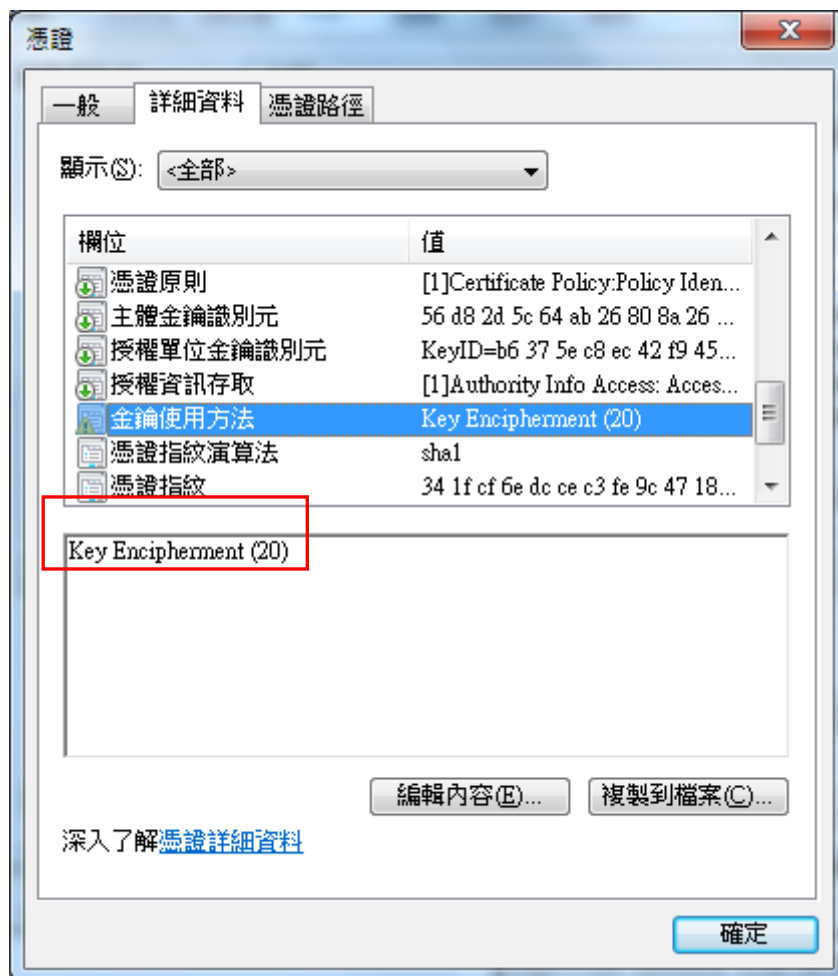 憑證
一般 詳細資料 憑證路徑
顯示(S): <全部>
欄位 值
憑證原則 [1]Certificate Policy:Policy Iden...
主體金鑰識別元 56 d8 2d 5c 64 ab 26 80 8a 26 ...
授權單位金鑰識別元 KeyID=b6 37 5e c8 ec 42 f9 45...
授權資訊存取 [1]Authority Info Access: Acces...
金鑰使用方法 Key Encipherment (20)
憑證指紋演算法 sha1
憑證指紋 34 1f cf 6e dc ce c3 fe 9c 47 18...
Key Encipherment (20)
編輯內容(E)... 複製到檔案(C)...
深入了解憑證詳細資料
確定